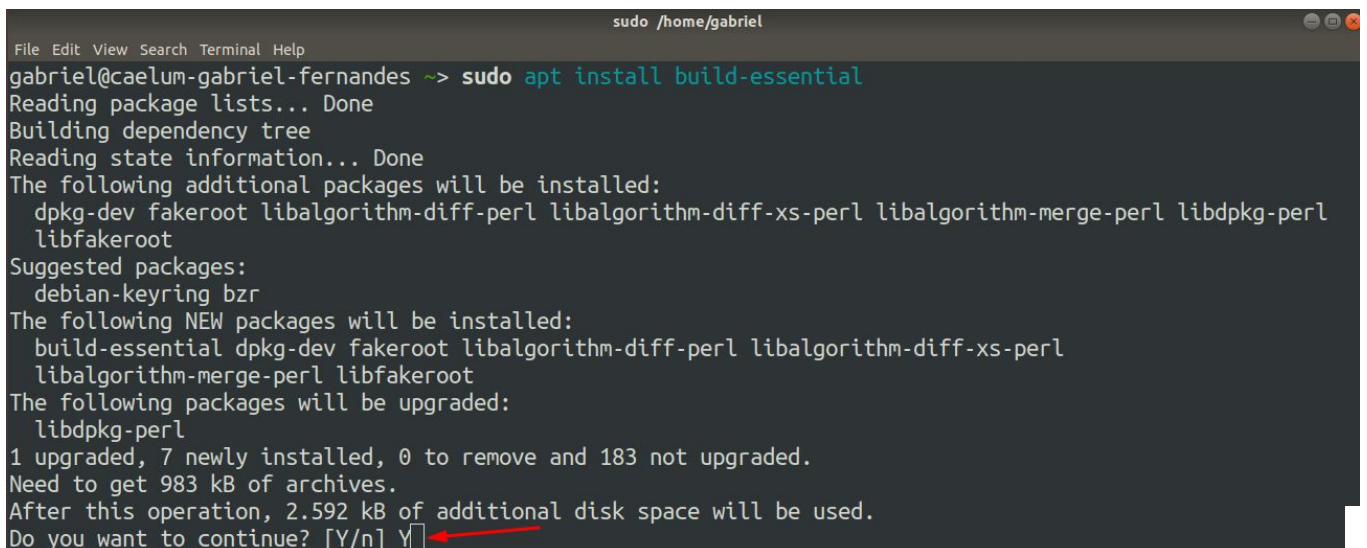 sudo /home/gabriel
File Edit View Search Terminal Help
gabriel@caelum-gabriel-fernandes ~> sudo apt install build-essential
Reading package lists... Done
Building dependency tree
Reading state information... Done
The following additional packages will be installed:
  dpkg-dev fakeroot libalgorithm-diff-perl libalgorithm-diff-xs-perl libalgorithm-merge-perl libdpkg-perl
  libfakeroot
Suggested packages:
  debian-keyring bzr
The following NEW packages will be installed:
  build-essential dpkg-dev fakeroot libalgorithm-diff-perl libalgorithm-diff-xs-perl
  libalgorithm-merge-perl libfakeroot
The following packages will be upgraded:
  libdpkg-perl
1 upgraded, 7 newly installed, 0 to remove and 183 not upgraded.
Need to get 983 kB of archives.
After this operation, 2.592 kB of additional disk space will be used.
Do you want to continue? [Y/n] Y